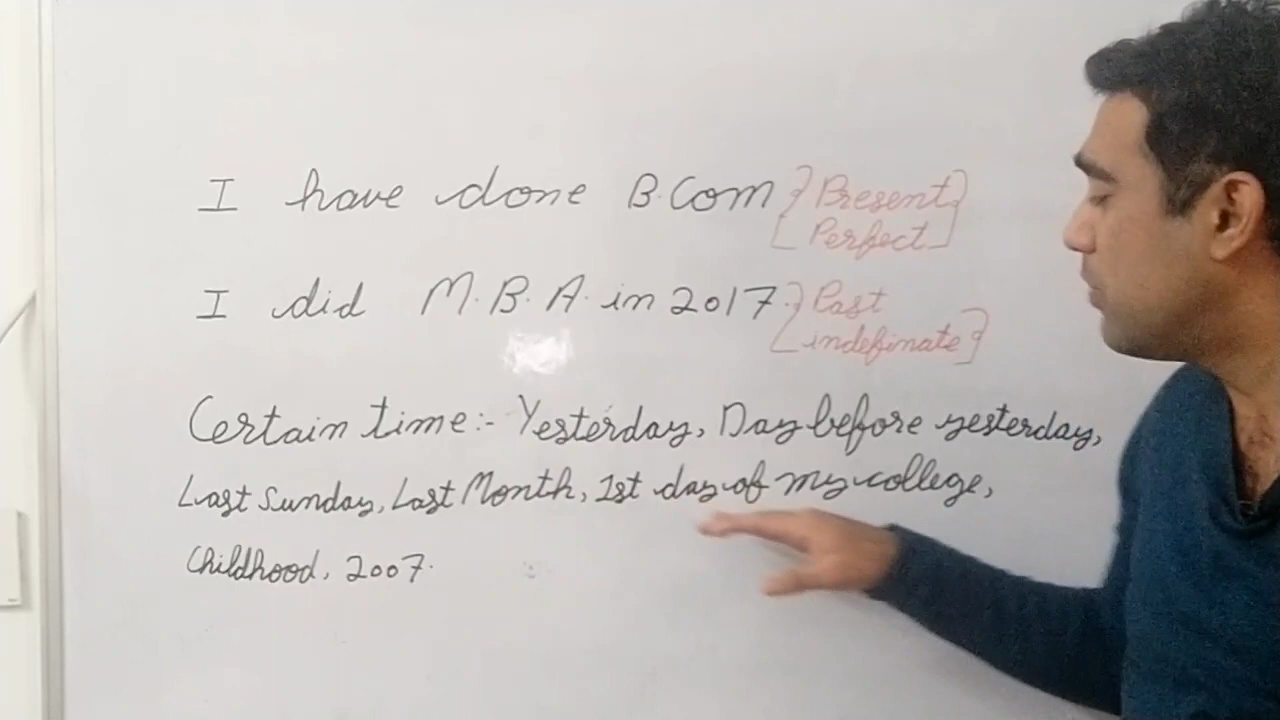 I have done B.Com } Present
[ Perfect ]
I did M.B.A. in 2017. } Past
[ indefinate }
Certain time:- Yesterday, Day before yesterday,
Last Sunday, Last Month, 1st day of my college,
Childhood, 2007.